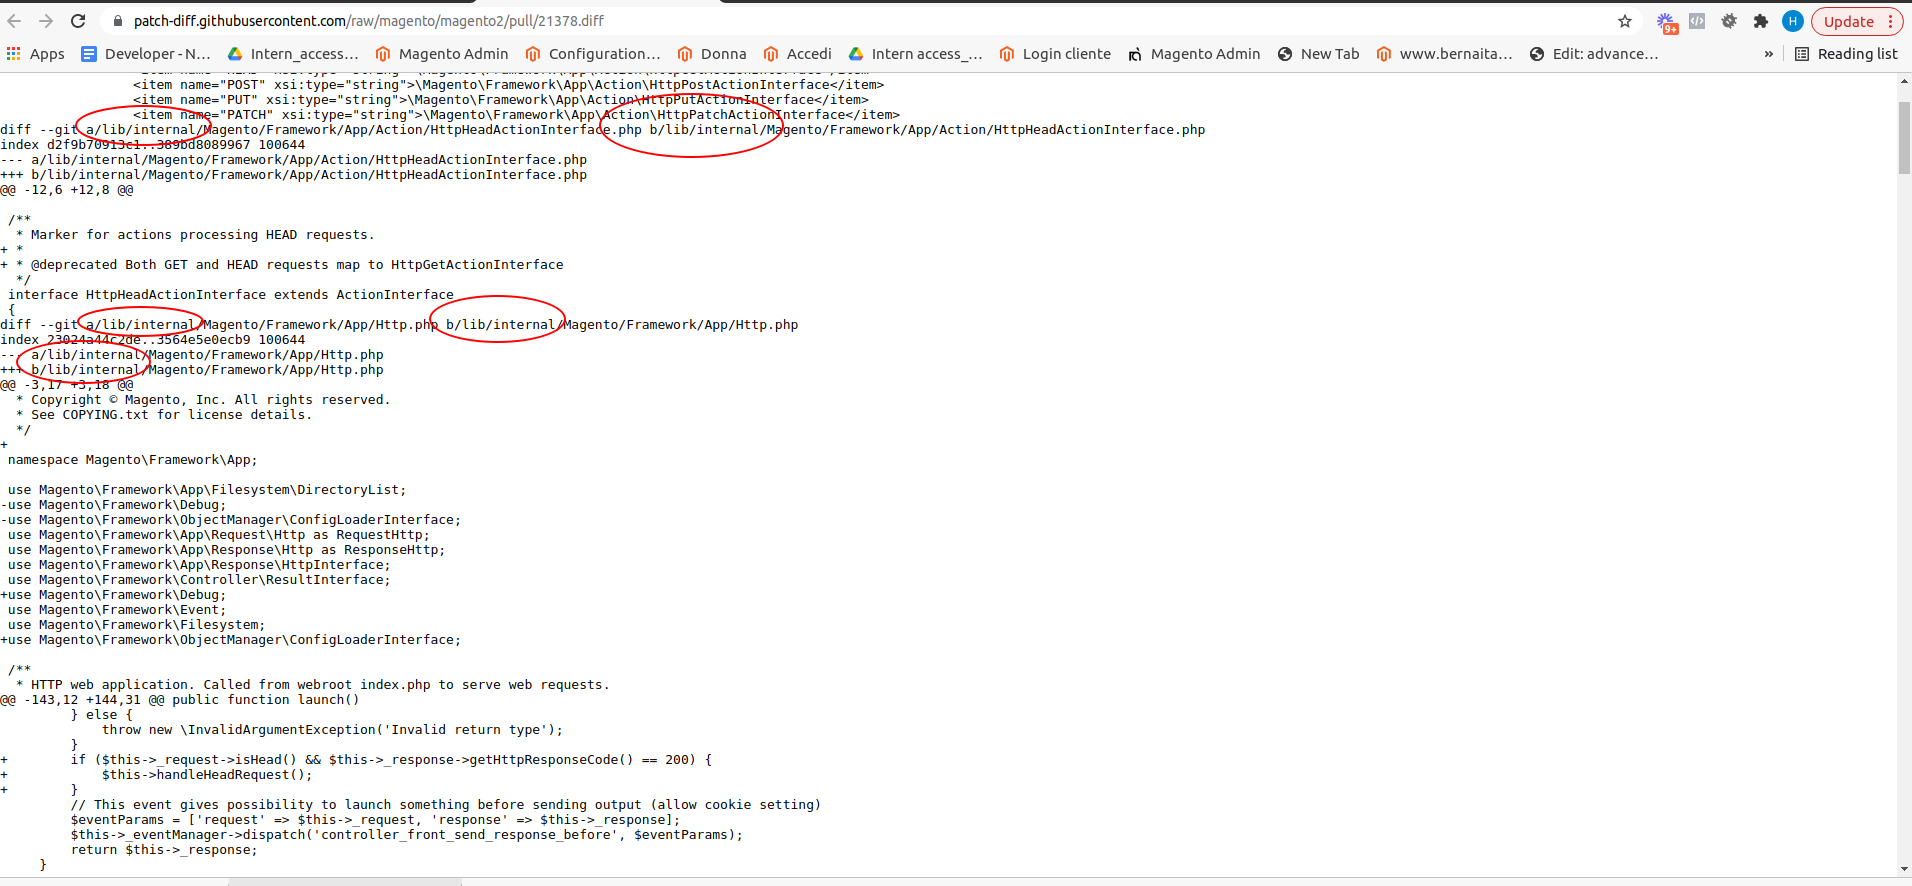 patch-diff.githubusercontent.com/raw/magento/magento2/pull/21378.diff
9+
H
Update
Apps
Developer - N...
Intern_access...
Magento Admin
Configuration...
Donna
Accedi
Intern access_...
Login cliente
Magento Admin
New Tab
www.bernaita...
Edit: advance...
»
Reading list
<item name="HEAD" xsi:type="string">\Magento\Framework\App\Action\HttpHeadActionInterface</item>
<item name="POST" xsi:type="string">\Magento\Framework\App\Action\HttpPostActionInterface</item>
<item name="PUT" xsi:type="string">\Magento\Framework\App\Action\HttpPutActionInterface</item>
<item name="PATCH" xsi:type="string">\Magento\Framework\App\Action\HttpPatchActionInterface</item>
diff --git a/lib/internal/Magento/Framework/App/Action/HttpHeadActionInterface.php b/lib/internal/Magento/Framework/App/Action/HttpHeadActionInterface.php
index d2f9b70913c1..389bd8089967 100644
--- a/lib/internal/Magento/Framework/App/Action/HttpHeadActionInterface.php
+++ b/lib/internal/Magento/Framework/App/Action/HttpHeadActionInterface.php
@@ -12,6 +12,8 @@
/**
* Marker for actions processing HEAD requests.
+ *
+ * @deprecated Both GET and HEAD requests map to HttpGetActionInterface
*/
interface HttpHeadActionInterface extends ActionInterface
{
diff --git a/lib/internal/Magento/Framework/App/Http.php b/lib/internal/Magento/Framework/App/Http.php
index 23024a44c2de..3564e5e0ecb9 100644
--- a/lib/internal/Magento/Framework/App/Http.php
+++ b/lib/internal/Magento/Framework/App/Http.php
@@ -3,17 +3,18 @@
* Copyright © Magento, Inc. All rights reserved.
* See COPYING.txt for license details.
*/
+
namespace Magento\Framework\App;
use Magento\Framework\App\Filesystem\DirectoryList;
-use Magento\Framework\Debug;
-use Magento\Framework\ObjectManager\ConfigLoaderInterface;
use Magento\Framework\App\Request\Http as RequestHttp;
use Magento\Framework\App\Response\Http as ResponseHttp;
use Magento\Framework\App\Response\HttpInterface;
use Magento\Framework\Controller\ResultInterface;
+use Magento\Framework\Debug;
use Magento\Framework\Event;
use Magento\Framework\Filesystem;
+use Magento\Framework\ObjectManager\ConfigLoaderInterface;
/**
* HTTP web application. Called from webroot index.php to serve web requests.
@@ -143,12 +144,31 @@ public function launch()
} else {
throw new \InvalidArgumentException('Invalid return type');
}
+ if ($this->_request->isHead() && $this->_response->getHttpResponseCode() == 200) {
+ $this->handleHeadRequest();
+ }
// This event gives possibility to launch something before sending output (allow cookie setting)
$eventParams = ['request' => $this->_request, 'response' => $this->_response];
$this->_eventManager->dispatch('controller_front_send_response_before', $eventParams);
return $this->_response;
}